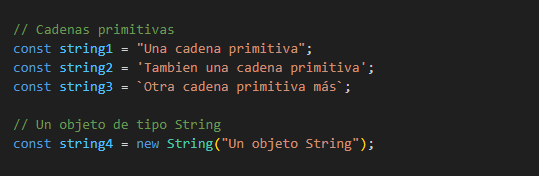 // Cadenas primitivas
const string1 = "Una cadena primitiva";
const string2 = 'Tambien una cadena primitiva';
const string3 = `Otra cadena primitiva más`;
// Un objeto de tipo String
const string4 = new String("Un objeto String");